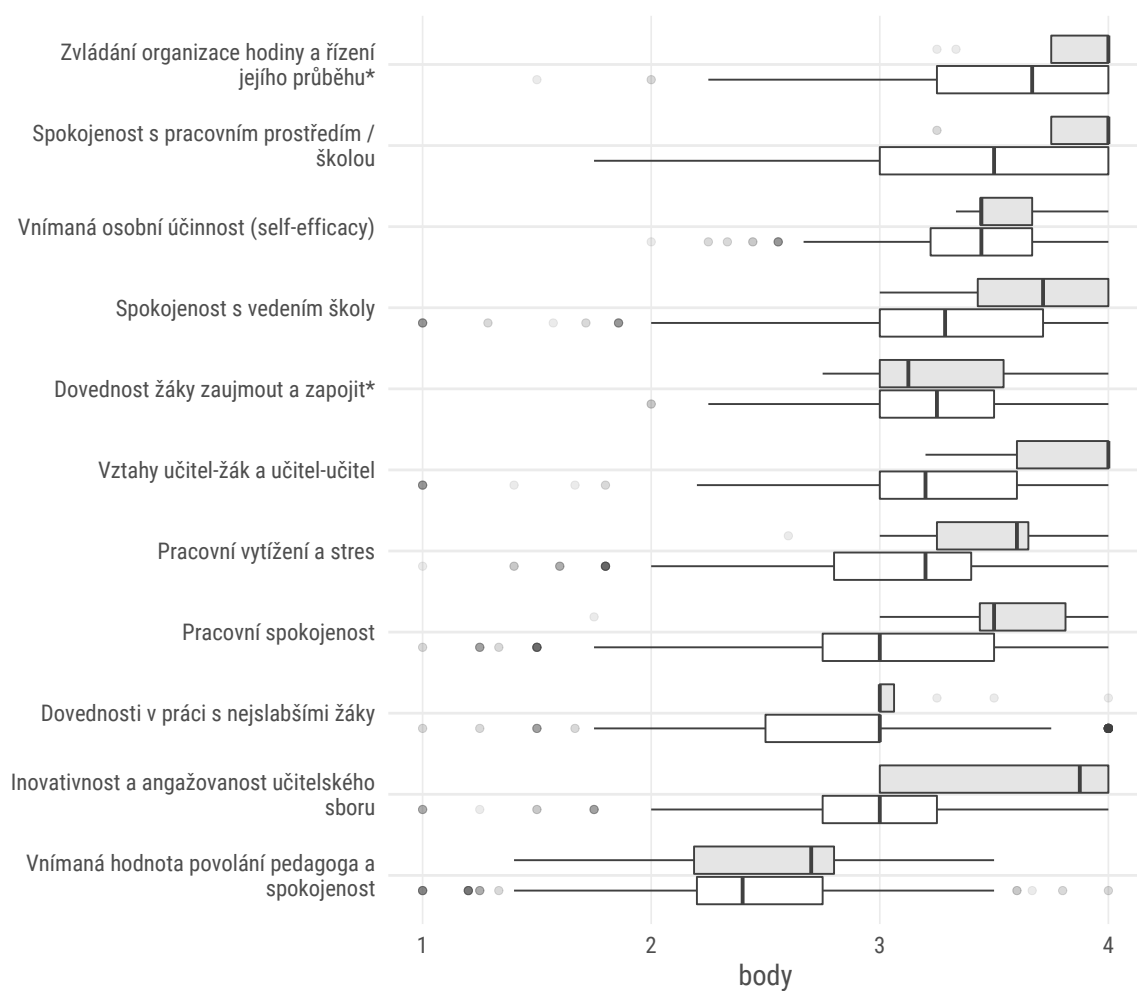 Zvládání organizace hodiny a řízení
jejího průběhu*
Spokojenost s pracovním prostředím /
školou
Vnímaná osobní účinnost (self-efficacy)
Spokojenost s vedením školy
Dovednost žáky zaujmout a zapojit*
Vztahy učitel-žák a učitel-učitel
Pracovní vytížení a stres
Pracovní spokojenost
Dovednosti v práci s nejslabšími žáky
Inovativnost a angažovanost učitelského
sboru
Vnímaná hodnota povolání pedagoga a
spokojenost
1 2 3 4
body